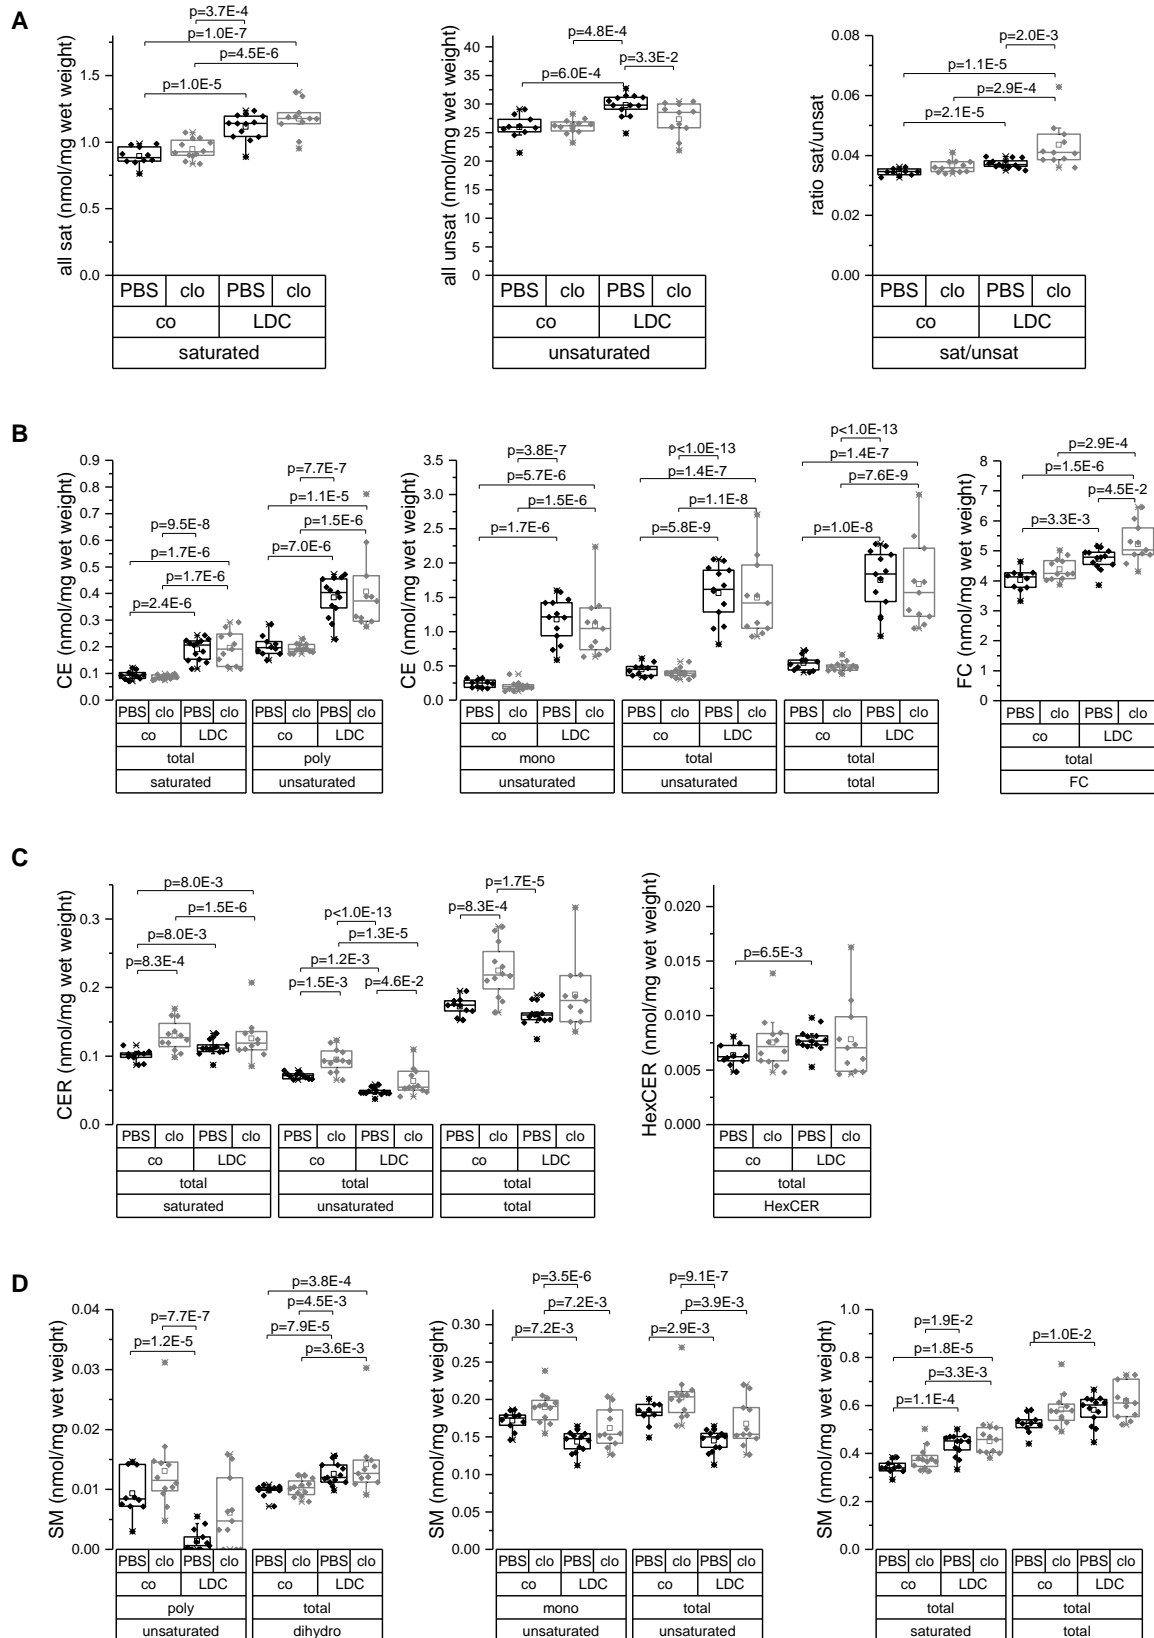 A
all sat (nmol/mg wet weight)
0.0
0.5
1.0
1.5
p=3.7E-4
p=1.0E-7
p=4.5E-6
p=1.0E-5
PBS clo PBS clo
co LDC
saturated
all unsat (nmol/mg wet weight)
0
5
10
15
20
25
30
35
40
p=4.8E-4
p=3.3E-2
p=6.0E-4
PBS clo PBS clo
co LDC
unsaturated
ratio sat/unsat
0.00
0.02
0.04
0.06
0.08
p=2.0E-3
p=1.1E-5
p=2.9E-4
p=2.1E-5
PBS clo PBS clo
co LDC
sat/unsat
B
CE (nmol/mg wet weight)
0.0
0.1
0.2
0.3
0.4
0.5
0.6
0.7
0.8
0.9
p=9.5E-8
p=1.7E-6
p=1.7E-6
p=2.4E-6
p=7.7E-7
p=1.1E-5
p=1.5E-6
p=7.0E-6
PBS clo PBS clo PBS clo PBS clo
co LDC co LDC
total poly
saturated unsaturated
CE (nmol/mg wet weight)
0.0
0.5
1.0
1.5
2.0
2.5
3.0
3.5
p=3.8E-7
p=5.7E-6
p=1.5E-6
p=1.7E-6
p<1.0E-13
p=1.4E-7
p=1.1E-8
p=5.8E-9
p<1.0E-13
p=1.4E-7
p=7.6E-9
p=1.0E-8
PBS clo PBS clo PBS clo PBS clo PBS clo PBS clo
co LDC co LDC co LDC
mono total total
unsaturated unsaturated total
FC (nmol/mg wet weight)
0
1
2
3
4
5
6
7
8
p=2.9E-4
p=1.5E-6
p=4.5E-2
p=3.3E-3
PBS clo PBS clo
co LDC
total
FC
C
CER (nmol/mg wet weight)
0.0
0.1
0.2
0.3
p=8.0E-3
p=1.5E-6
p=8.0E-3
p=8.3E-4
p<1.0E-13
p=1.3E-5
p=1.2E-3
p=4.6E-2
p=1.5E-3
p=1.7E-5
p=8.3E-4
PBS clo PBS clo PBS clo PBS clo PBS clo PBS clo
co LDC co LDC co LDC
total total total
saturated unsaturated total
HexCER (nmol/mg wet weight)
0.000
0.005
0.010
0.015
0.020
p=6.5E-3
PBS clo PBS clo
co LDC
total
HexCER
D
SM (nmol/mg wet weight)
0.00
0.01
0.02
0.03
0.04
p=7.7E-7
p=1.2E-5
p=3.8E-4
p=4.5E-3
p=7.9E-5
p=3.6E-3
PBS clo PBS clo PBS clo PBS clo
co LDC co LDC
poly total
unsaturated dihydro
SM (nmol/mg wet weight)
0.00
0.05
0.10
0.15
0.20
0.25
0.30
p=3.5E-6
p=7.2E-3
p=7.2E-3
p=9.1E-7
p=3.9E-3
p=2.9E-3
PBS clo PBS clo PBS clo PBS clo
co LDC co LDC
mono total
unsaturated unsaturated
SM (nmol/mg wet weight)
0.0
0.2
0.4
0.6
0.8
1.0
p=1.9E-2
p=1.8E-5
p=3.3E-3
p=1.1E-4
p=1.0E-2
PBS clo PBS clo PBS clo PBS clo
co LDC co LDC
total total
saturated total